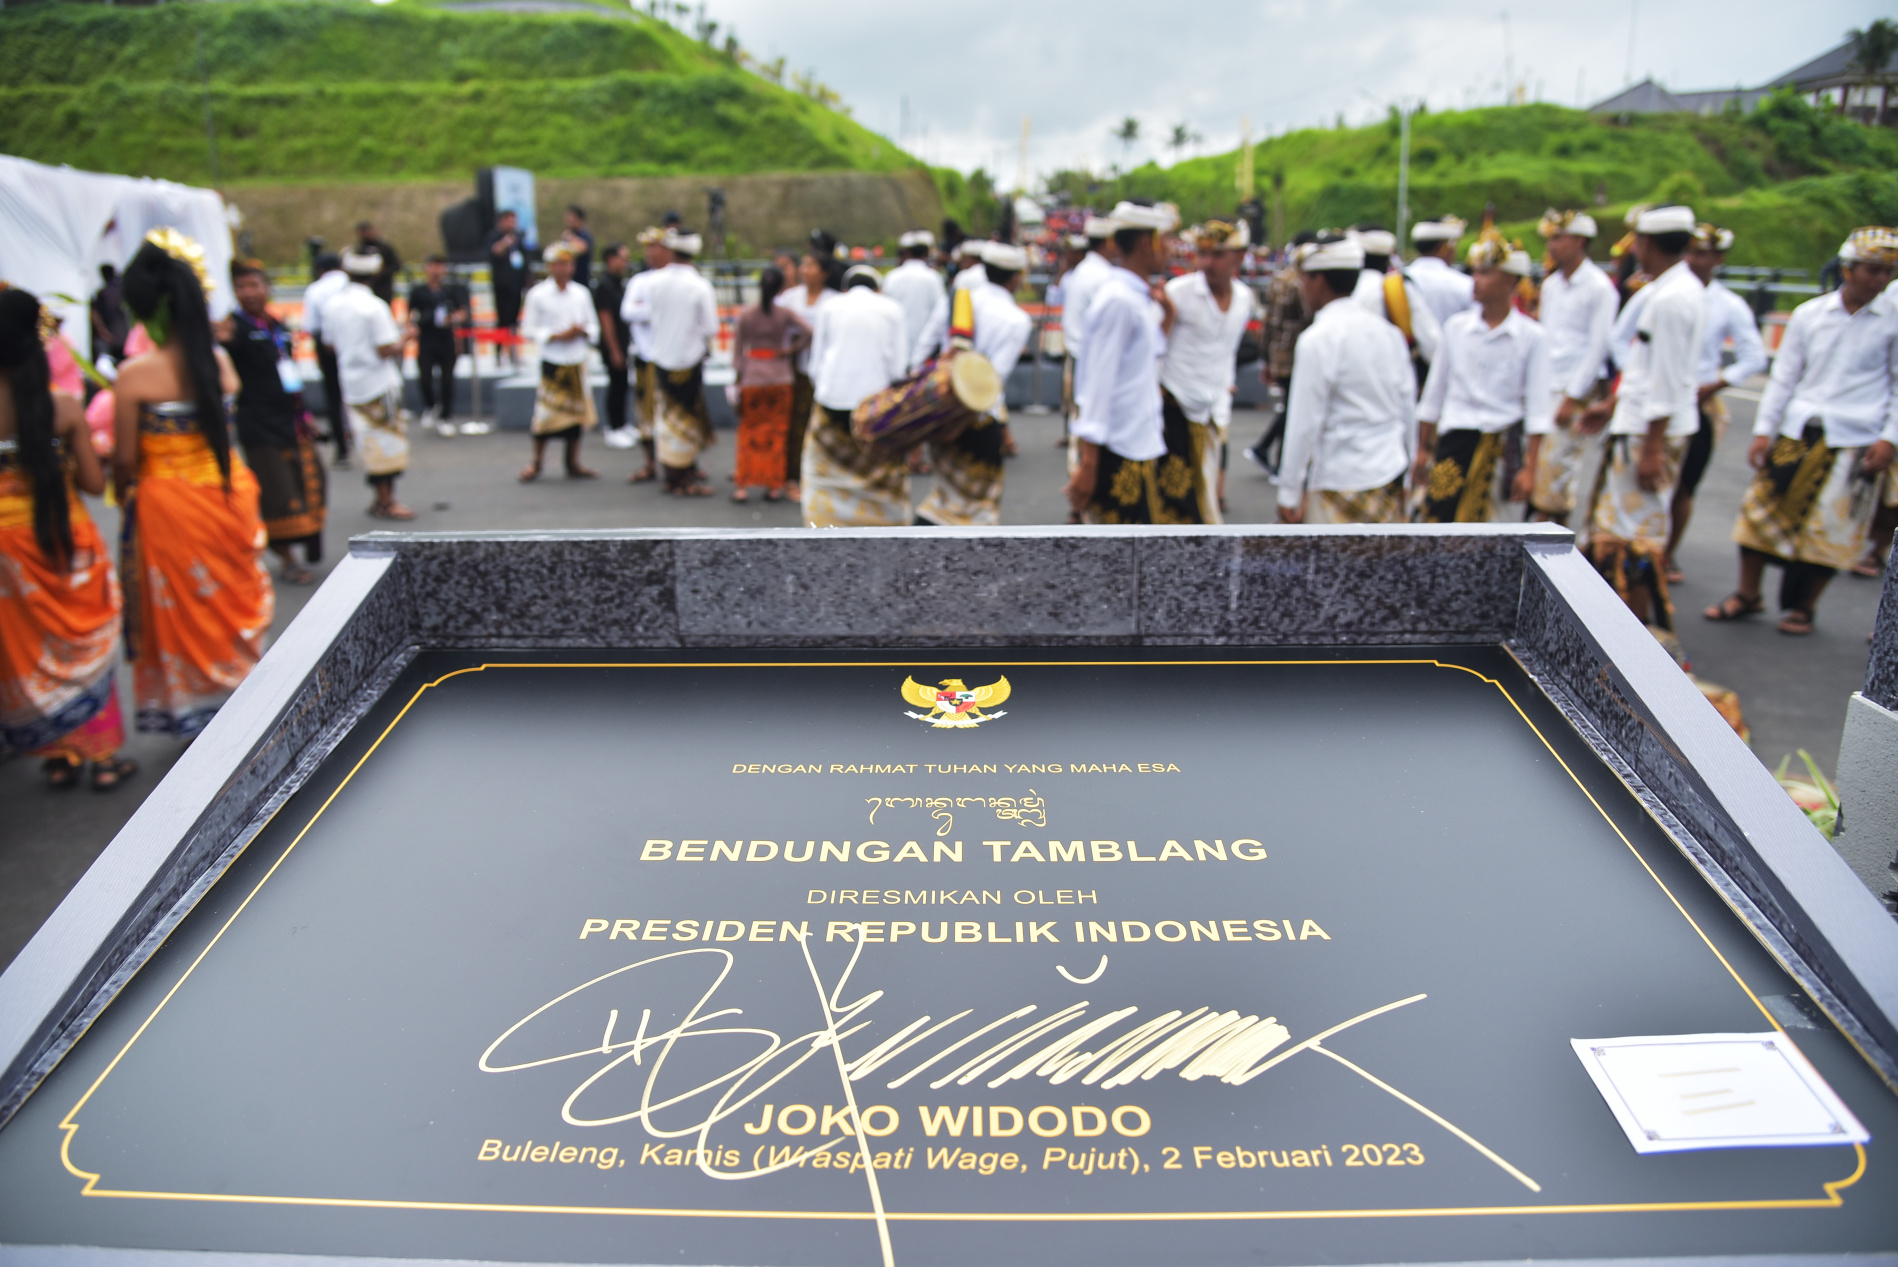 DENGAN RAHMAT TUHAN YANG MAHA ESA
BENDUNGAN TAMBLANG
DIRESMIKAN OLEH
PRESIDEN REPUBLIK INDONESIA
JOKO WIDODO
Buleleng, Kamis (Wraspati Wage, Pujut), 2 Februari 2023